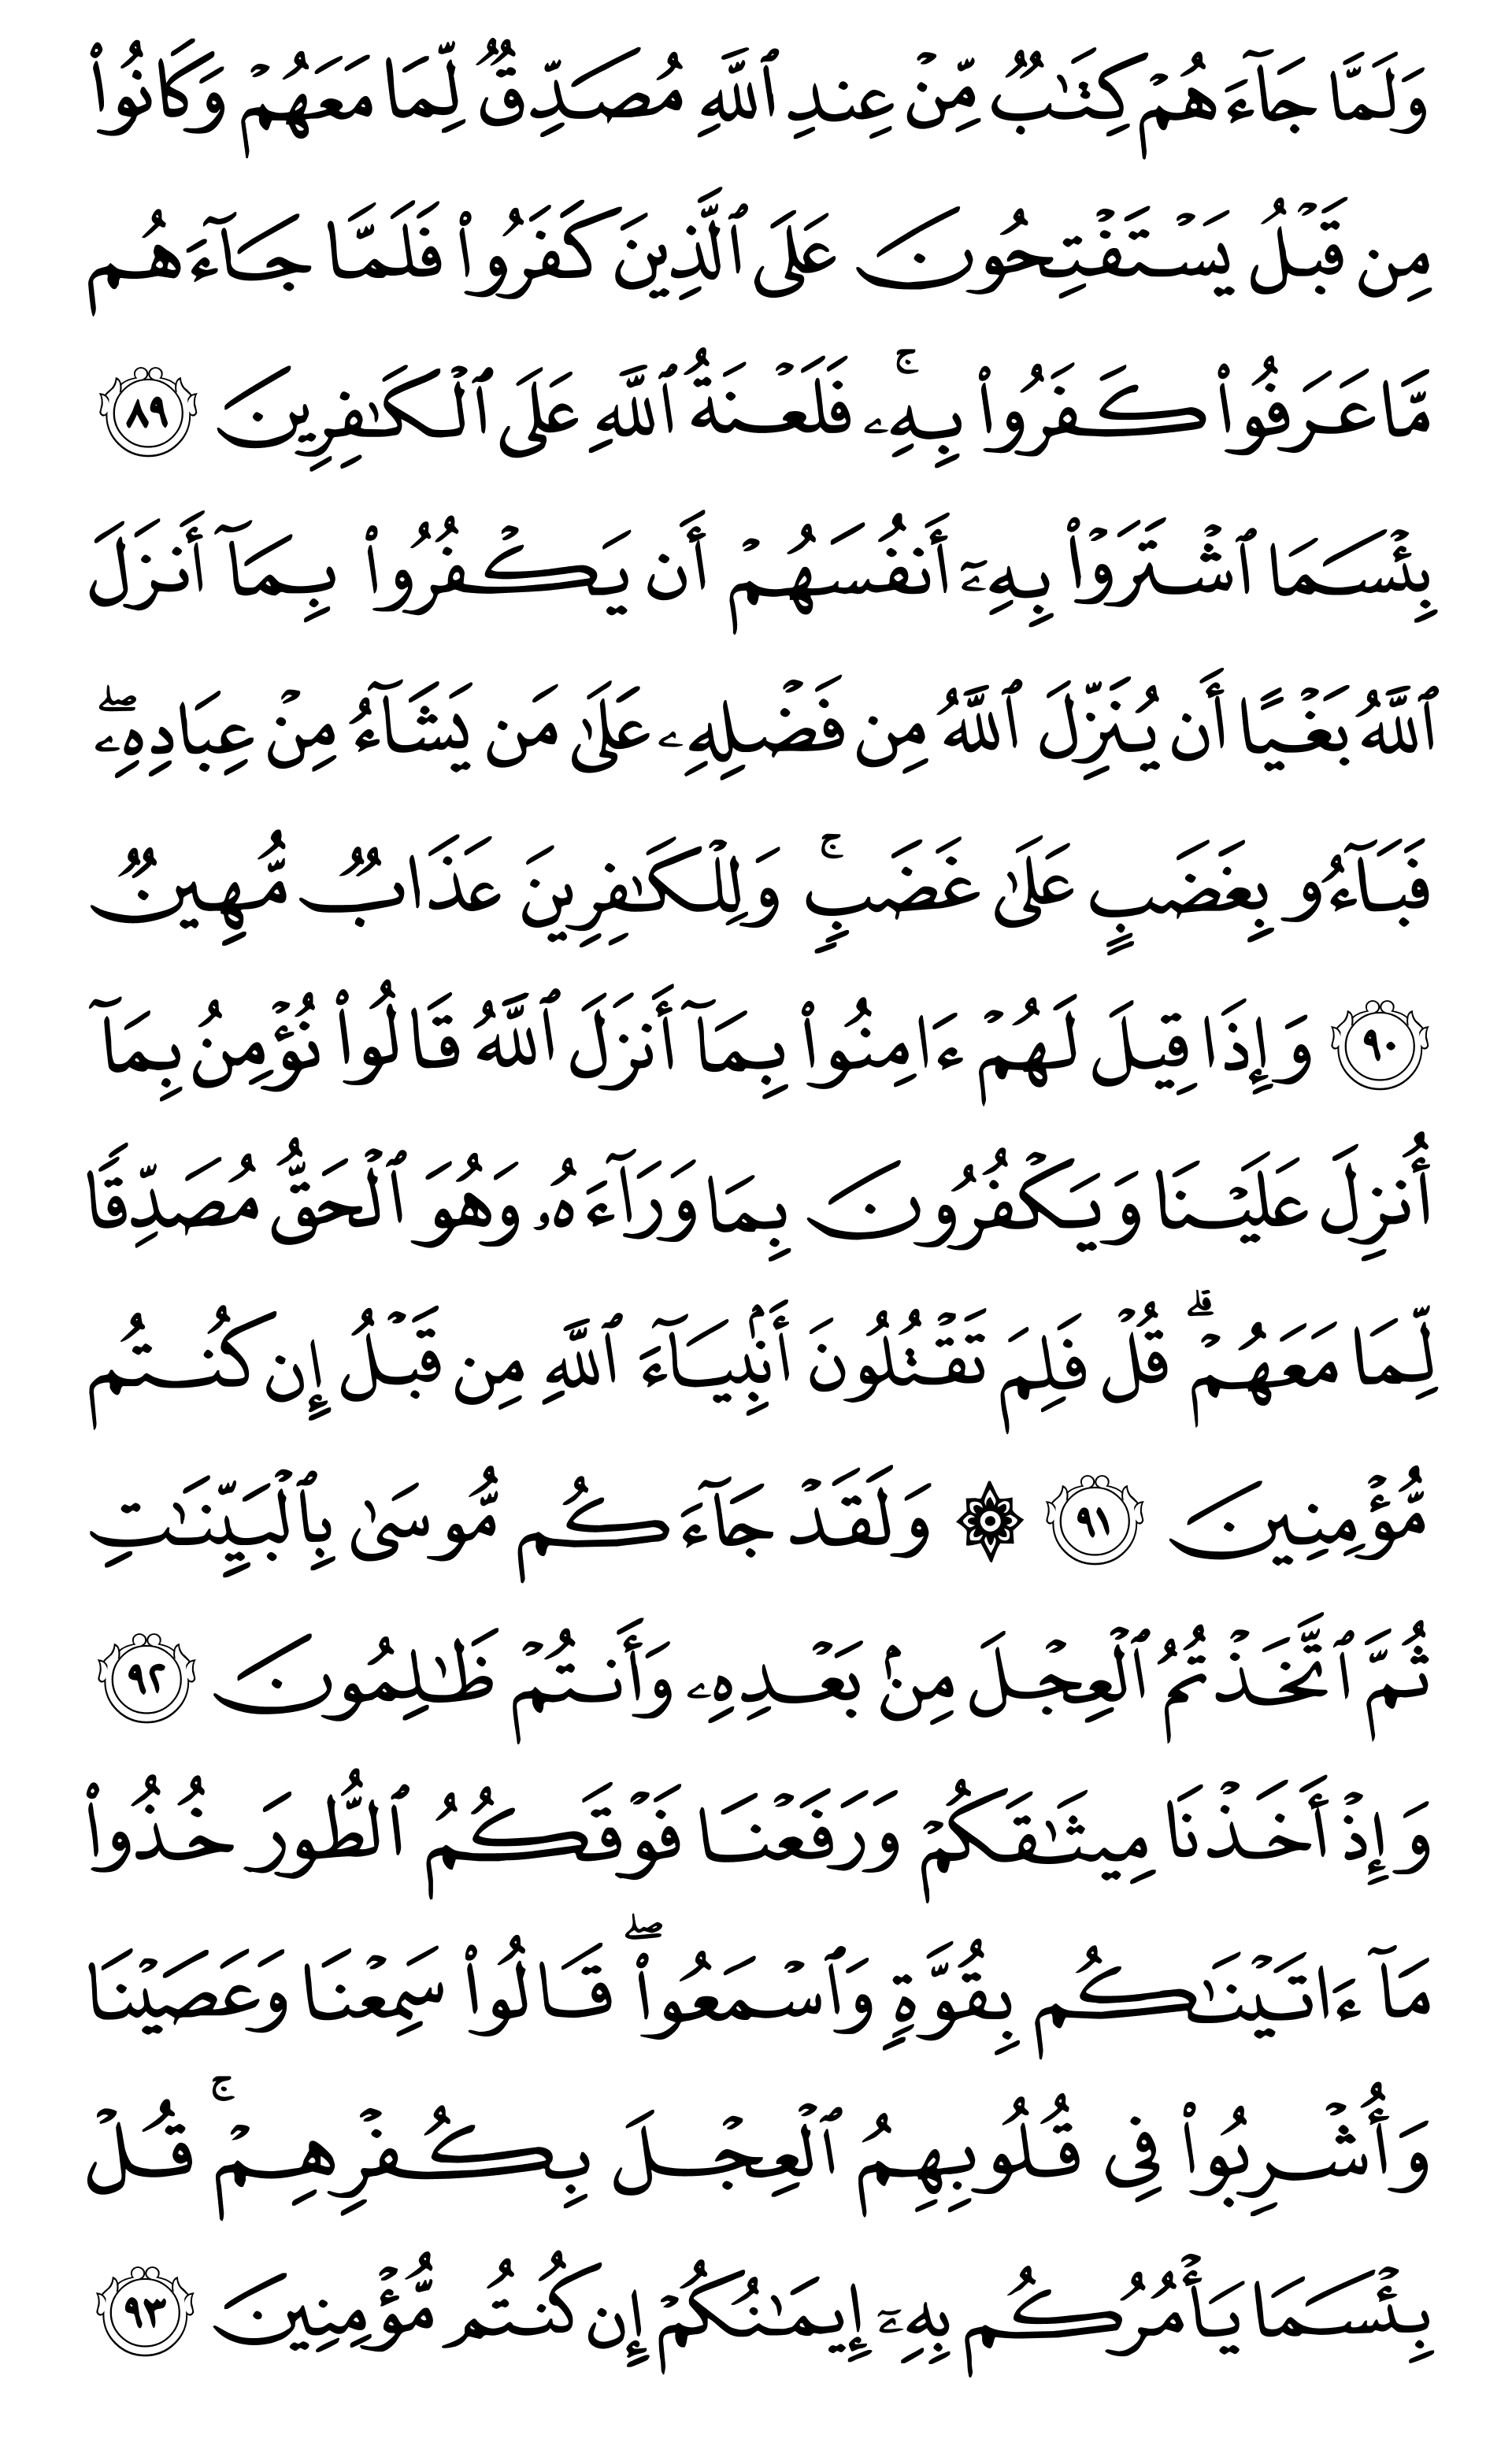 وَلَمَّا جَآءَهُمْ كِتَٰبٌ مِّنْ عِندِ ٱللَّهِ مُصَدِّقٌ لِّمَا مَعَهُمْ وَكَانُوا۟
مِن قَبْلُ يَسْتَفْتِحُونَ عَلَى ٱلَّذِينَ كَفَرُوا۟ فَلَمَّا جَآءَهُم
مَّا عَرَفُوا۟ كَفَرُوا۟ بِهِۦ ۚ فَلَعْنَةُ ٱللَّهِ عَلَى ٱلْكَٰفِرِينَ ٨٩
بِئْسَمَا ٱشْتَرَوْا۟ بِهِۦٓ أَنفُسَهُمْ أَن يَكْفُرُوا۟ بِمَآ أَنزَلَ
ٱللَّهُ بَغْيًا أَن يُنَزِّلَ ٱللَّهُ مِن فَضْلِهِۦ عَلَىٰ مَن يَشَآءُ مِنْ عِبَادِهِۦ ۖ
فَبَآءُو بِغَضَبٍ عَلَىٰ غَضَبٍ ۚ وَلِلْكَٰفِرِينَ عَذَابٌ مُّهِينٌ
٩٠ وَإِذَا قِيلَ لَهُمْ ءَامِنُوا۟ بِمَآ أَنزَلَ ٱللَّهُ قَالُوا۟ نُؤْمِنُ بِمَآ
أُنزِلَ عَلَيْنَا وَيَكْفُرُونَ بِمَا وَرَآءَهُۥ وَهُوَ ٱلْحَقُّ مُصَدِّقًا
لِّمَا مَعَهُمْ ۗ قُلْ فَلِمَ تَقْتُلُونَ أَنۢبِيَآءَ ٱللَّهِ مِن قَبْلُ إِن كُنتُم
مُّؤْمِنِينَ ٩١ ۞ وَلَقَدْ جَآءَكُم مُّوسَىٰ بِٱلْبَيِّنَٰتِ
ثُمَّ ٱتَّخَذْتُمُ ٱلْعِجْلَ مِنۢ بَعْدِهِۦ وَأَنتُمْ ظَٰلِمُونَ ٩٢
وَإِذْ أَخَذْنَا مِيثَٰقَكُمْ وَرَفَعْنَا فَوْقَكُمُ ٱلطُّورَ خُذُوا۟
مَآ ءَاتَيْنَٰكُم بِقُوَّةٍ وَٱسْمَعُوا۟ ۖ قَالُوا۟ سَمِعْنَا وَعَصَيْنَا
وَأُشْرِبُوا۟ فِى قُلُوبِهِمُ ٱلْعِجْلَ بِكُفْرِهِمْ ۚ قُلْ
بِئْسَمَا يَأْمُرُكُم بِهِۦٓ إِيمَٰنُكُمْ إِن كُنتُم مُّؤْمِنِينَ ٩٣